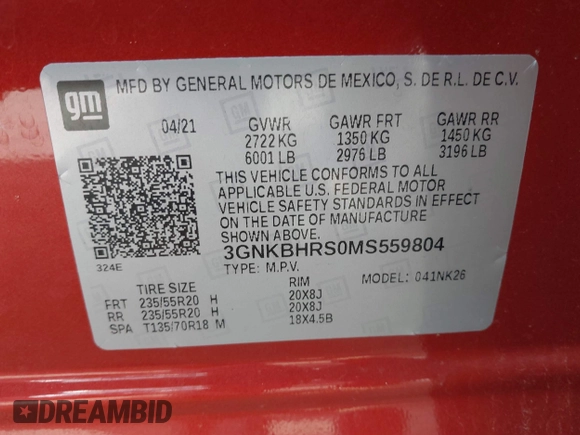 gm
MFD BY GENERAL MOTORS DE MEXICO, S. DE R.L. DE C.V.
04/21 GVWR GAWR FRT GAWR RR
2722 KG 1350 KG 1450 KG
6001 LB 2976 LB 3196 LB
THIS VEHICLE CONFORMS TO ALL
APPLICABLE U.S. FEDERAL MOTOR
VEHICLE SAFETY STANDARDS IN EFFECT
ON THE DATE OF MANUFACTURE
SHOWN ABOVE.
324E
3GNKBHRS0MS559804
TYPE: M.P.V. MODEL: 041NK26
TIRE SIZE RIM
FRT 235/55R20 H 20X8J
RR 235/55R20 H 20X8J
SPA T135/70R18 M 18X4.5B
DREAMBID